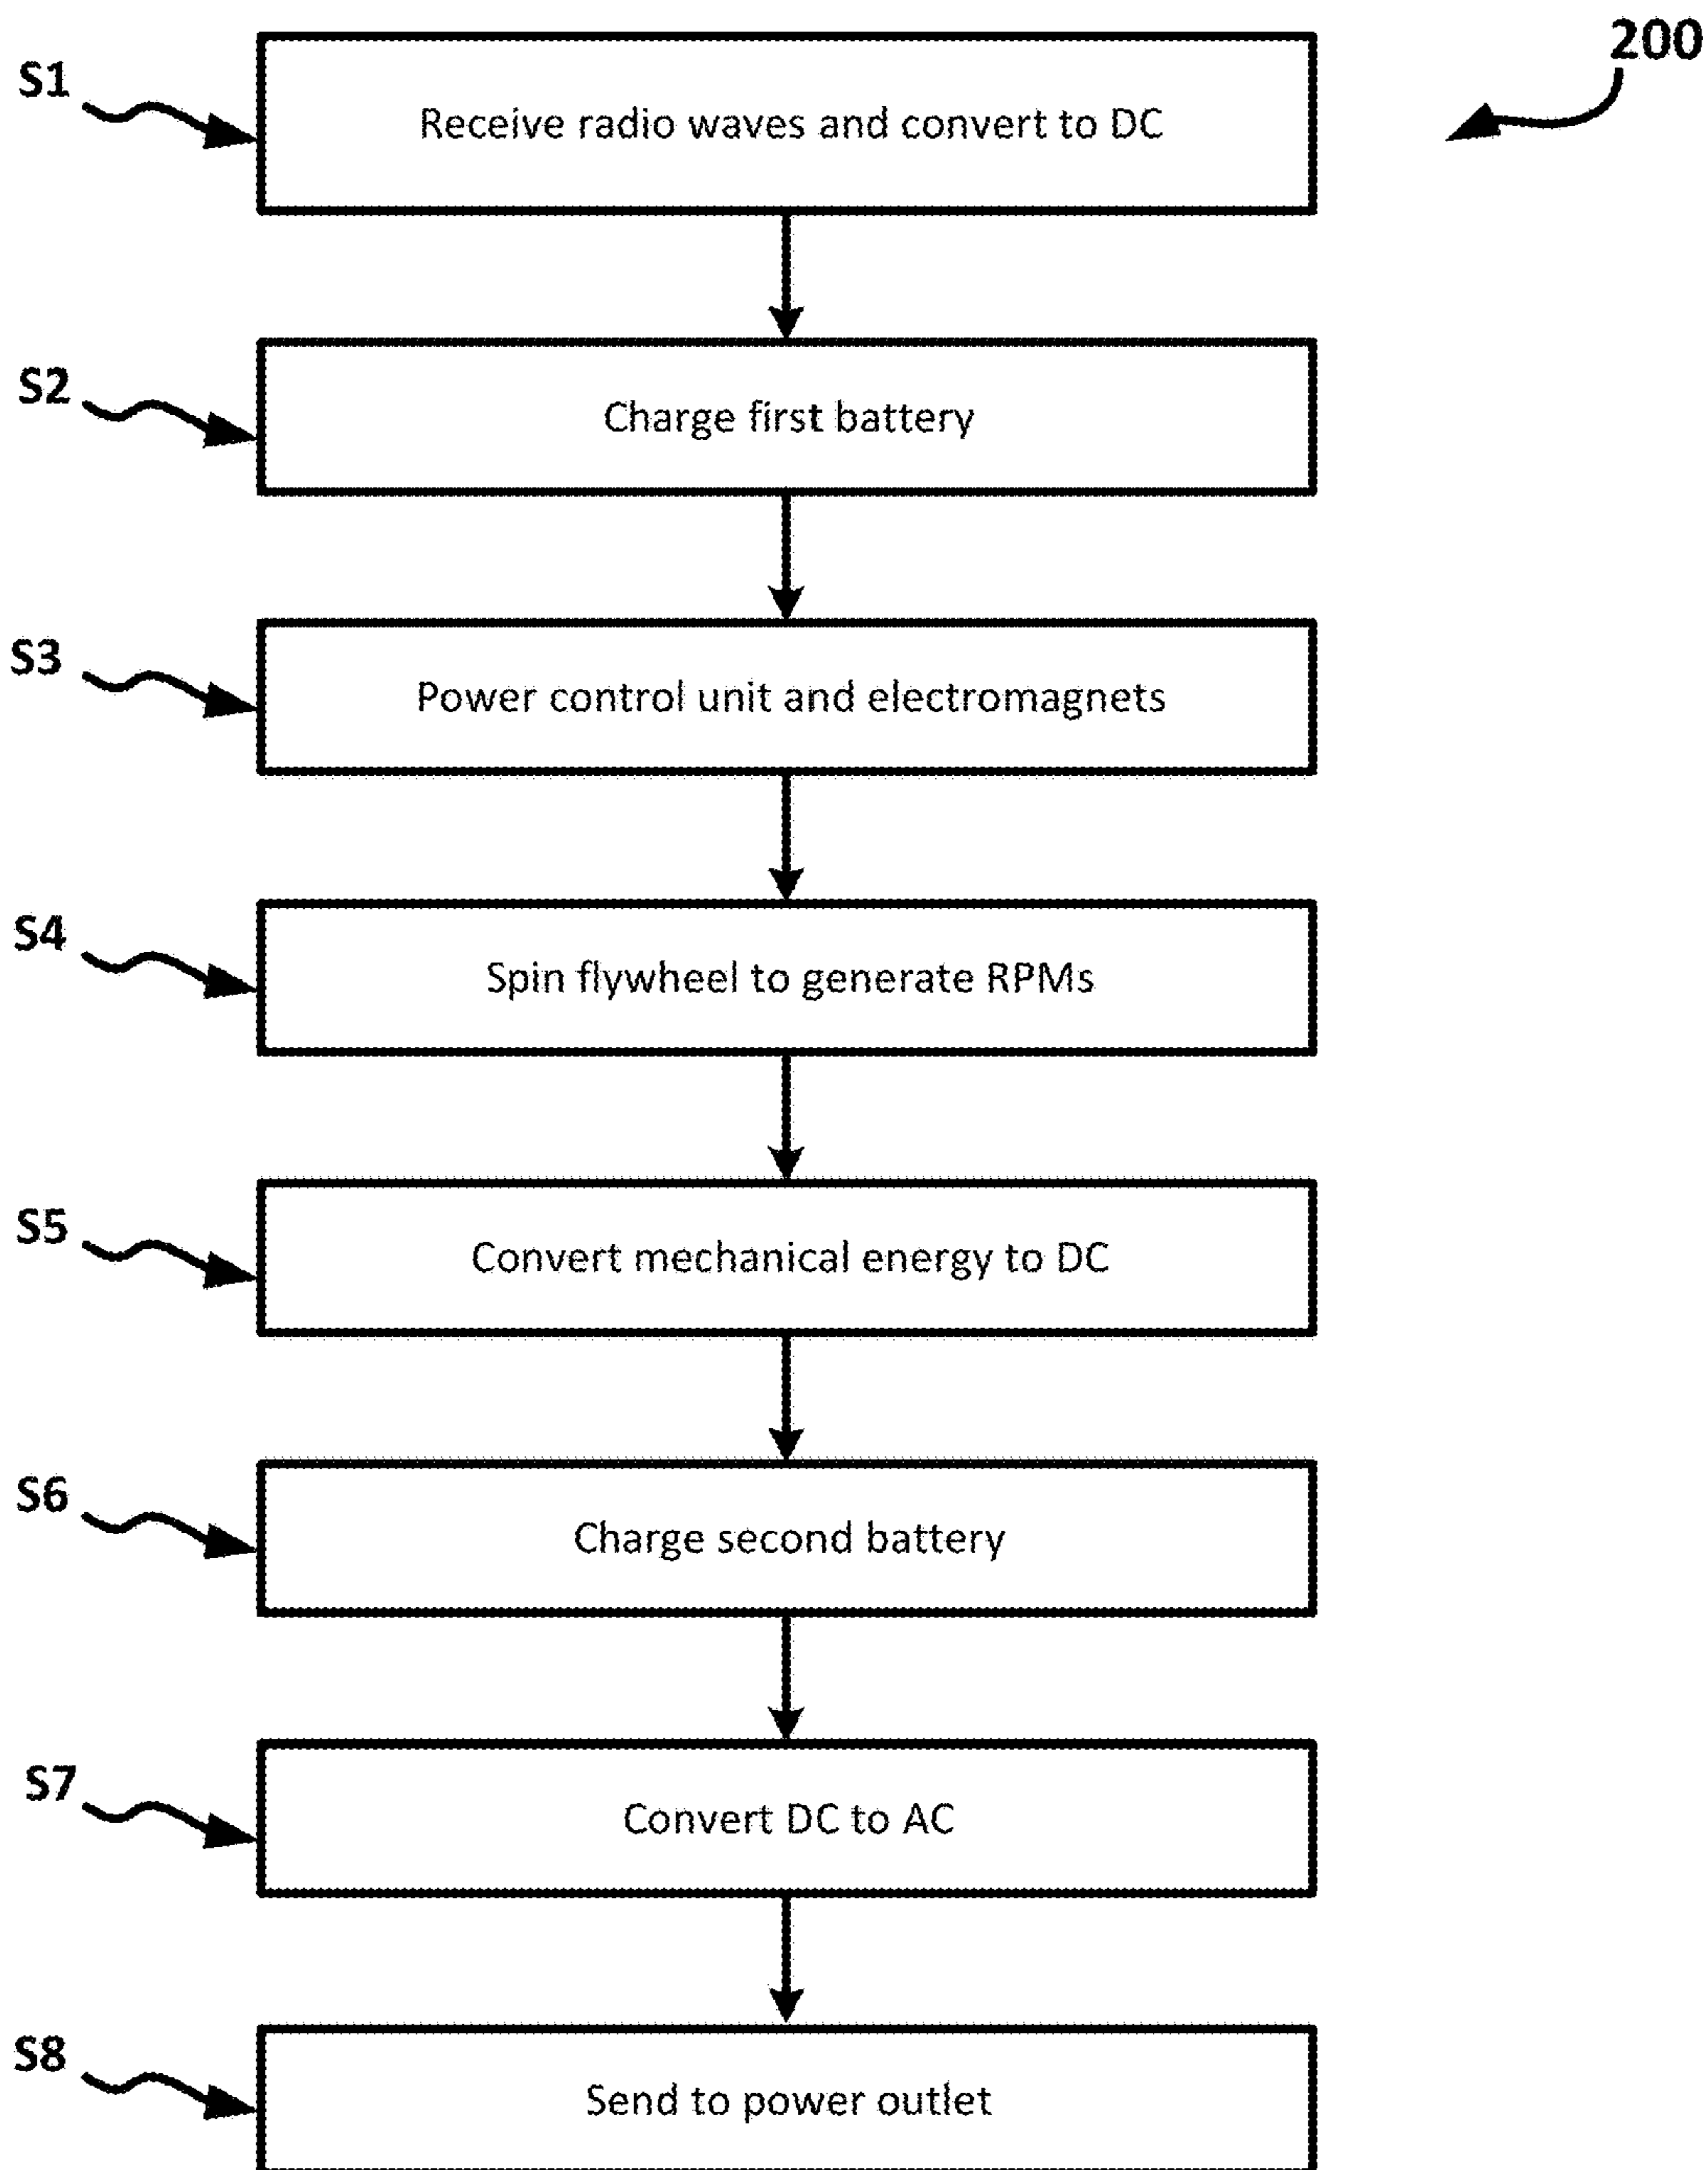 200
S1
Receive radio waves and convert to DC
S2
Charge first battery
S3
Power control unit and electromagnets
S4
Spin flywheel to generate RPMs
S5
Convert mechanical energy to DC
S6
Charge second battery
S7
Convert DC to AC
S8
Send to power outlet